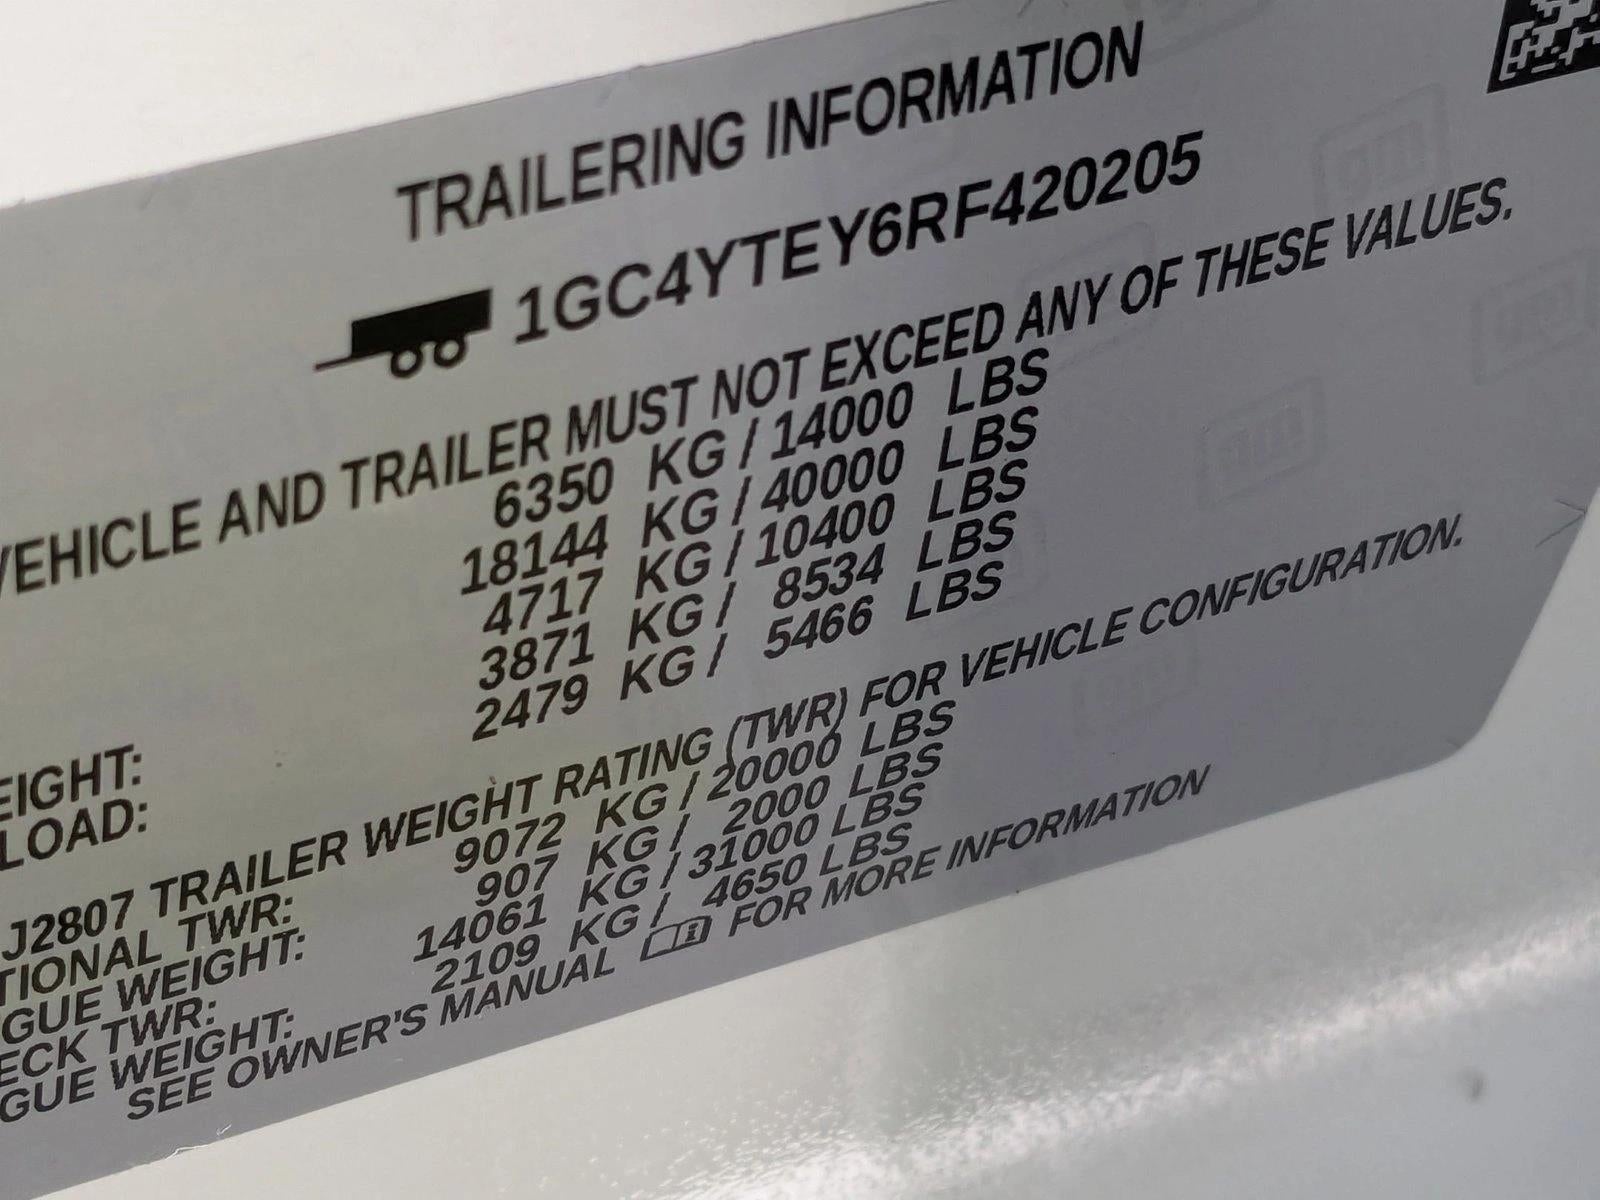 TRAILERING INFORMATION
1GC4YTEY6RF420205
VEHICLE AND TRAILER MUST NOT EXCEED ANY OF THESE VALUES.
6350 KG / 14000 LBS
18144 KG / 40000 LBS
4717 KG / 10400 LBS
3871 KG / 8534 LBS
EIGHT: 2479 KG / 5466 LBS
LOAD:
J2807 TRAILER WEIGHT RATING (TWR) FOR VEHICLE CONFIGURATION.
TIONAL TWR: 9072 KG / 20000 LBS
GUE WEIGHT: 907 KG / 2000 LBS
ECK TWR: 14061 KG / 31000 LBS
GUE WEIGHT: 2109 KG / 4650 LBS
SEE OWNER'S MANUAL FOR MORE INFORMATION